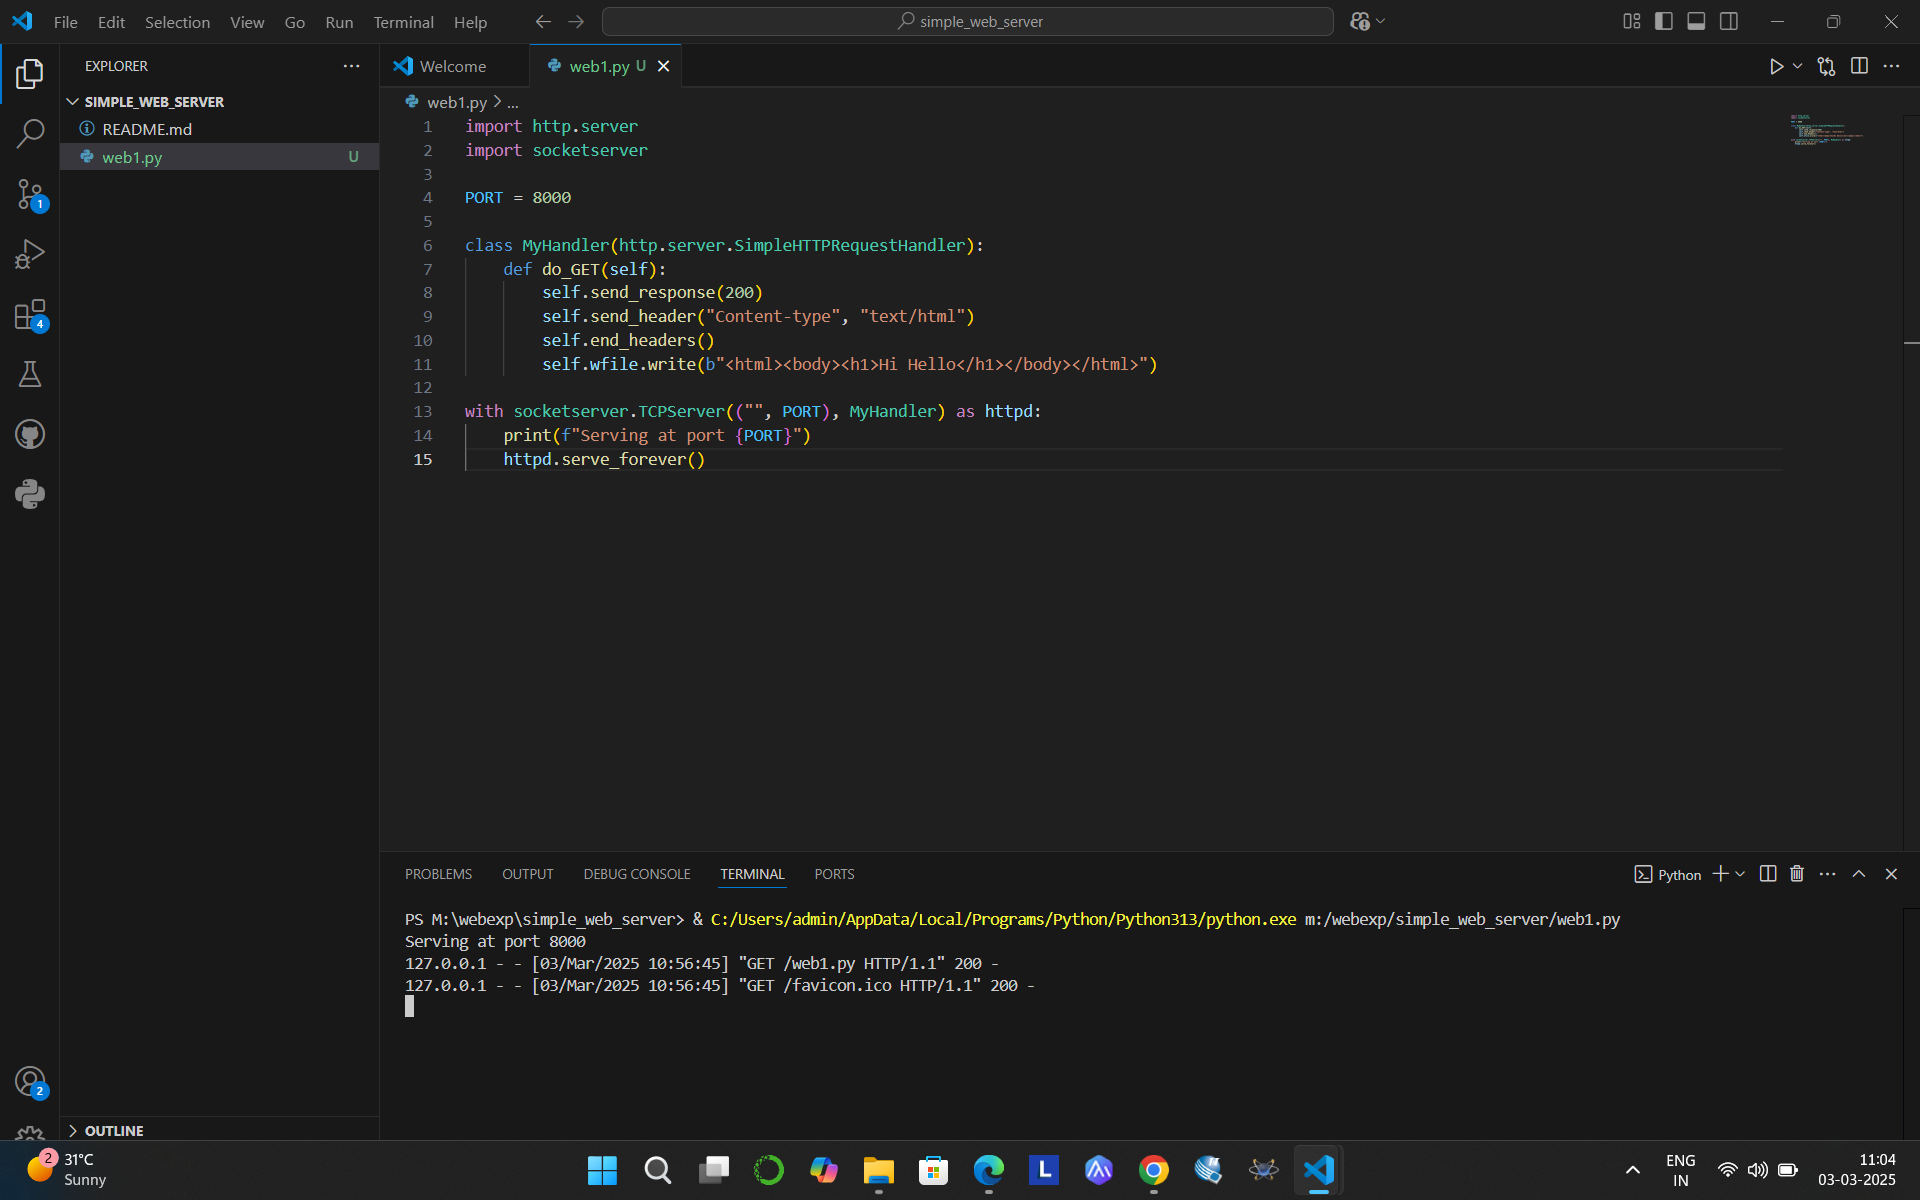 File Edit Selection View Go Run Terminal Help simple_web_server
EXPLORER
SIMPLE_WEB_SERVER
README.md
web1.py U
1
4
2
OUTLINE
Welcome web1.py U
web1.py > ...
1 import http.server
2 import socketserver
3
4 PORT = 8000
5
6 class MyHandler(http.server.SimpleHTTPRequestHandler):
7 def do_GET(self):
8 self.send_response(200)
9 self.send_header("Content-type", "text/html")
10 self.end_headers()
11 self.wfile.write(b"<html><body><h1>Hi Hello</h1></body></html>")
12
13 with socketserver.TCPServer(("", PORT), MyHandler) as httpd:
14 print(f"Serving at port {PORT}")
15 httpd.serve_forever()
PROBLEMS OUTPUT DEBUG CONSOLE TERMINAL PORTS Python
PS M:\webexp\simple_web_server> & C:/Users/admin/AppData/Local/Programs/Python/Python313/python.exe m:/webexp/simple_web_server/web1.py
Serving at port 8000
127.0.0.1 - - [03/Mar/2025 10:56:45] "GET /web1.py HTTP/1.1" 200 -
127.0.0.1 - - [03/Mar/2025 10:56:45] "GET /favicon.ico HTTP/1.1" 200 -
2
31°C
Sunny
L
ENG
IN
11:04
03-03-2025